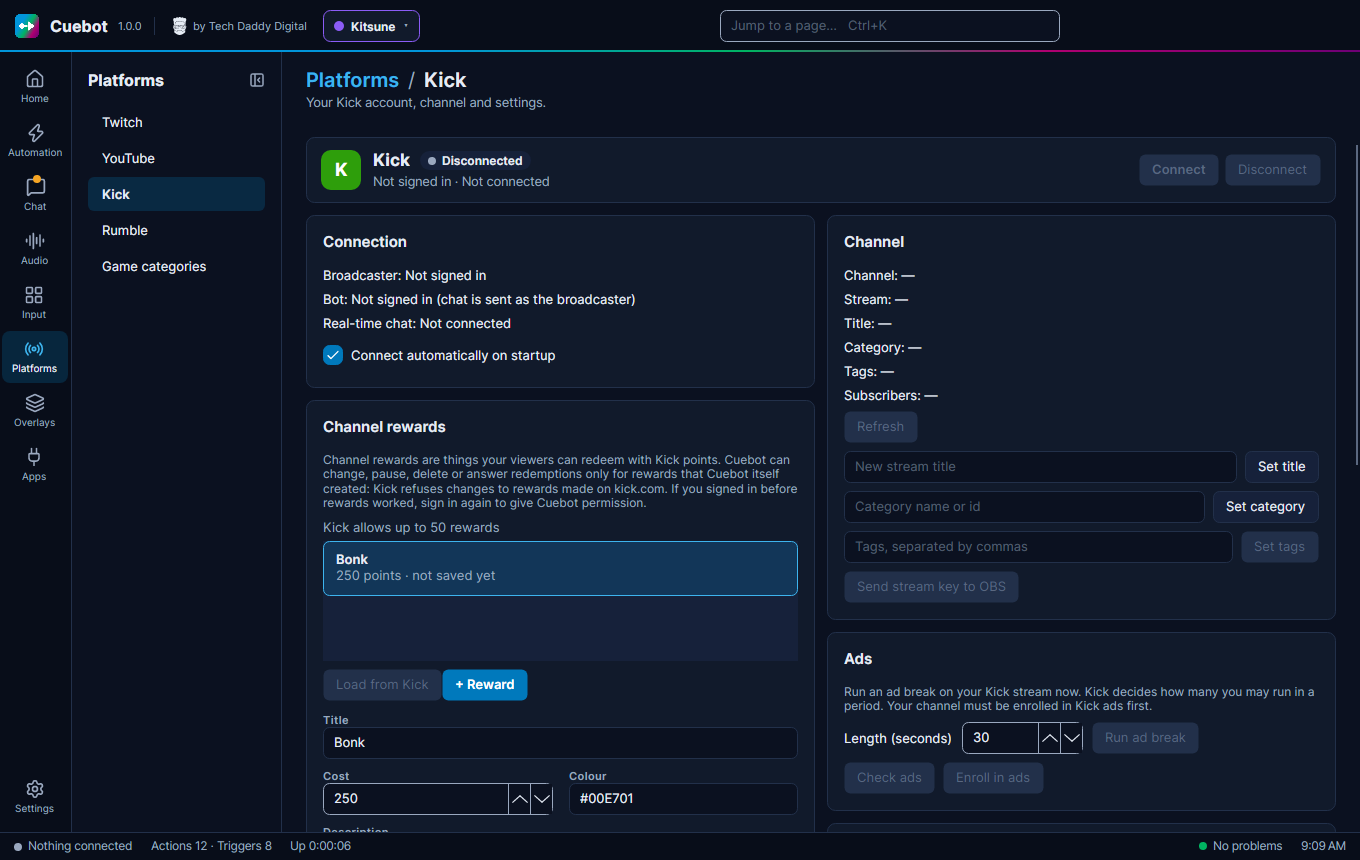 Cuebot 1.0.0 by Tech Daddy Digital Kitsune
Jump to a page... Ctrl+K
Home
Automation
Chat
Audio
Input
Platforms
Overlays
Apps
Settings
Platforms
Twitch
YouTube
Kick
Rumble
Game categories
Platforms / Kick
Your Kick account, channel and settings.
K
Kick Disconnected
Not signed in · Not connected
Connect Disconnect
Connection
Broadcaster: Not signed in
Bot: Not signed in (chat is sent as the broadcaster)
Real-time chat: Not connected
Connect automatically on startup
Channel rewards
Channel rewards are things your viewers can redeem with Kick points. Cuebot can
change, pause, delete or answer redemptions only for rewards that Cuebot itself
created: Kick refuses changes to rewards made on kick.com. If you signed in before
rewards worked, sign in again to give Cuebot permission.
Kick allows up to 50 rewards
Bonk
250 points · not saved yet
Load from Kick + Reward
Title
Bonk
Cost Colour
250 #00E701
Description
Channel
Channel: —
Stream: —
Title: —
Category: —
Tags: —
Subscribers: —
Refresh
New stream title Set title
Category name or id Set category
Tags, separated by commas Set tags
Send stream key to OBS
Ads
Run an ad break on your Kick stream now. Kick decides how many you may run in a
period. Your channel must be enrolled in Kick ads first.
Length (seconds) 30 Run ad break
Check ads Enroll in ads
Nothing connected Actions 12 · Triggers 8 Up 0:00:06
No problems 9:09 AM